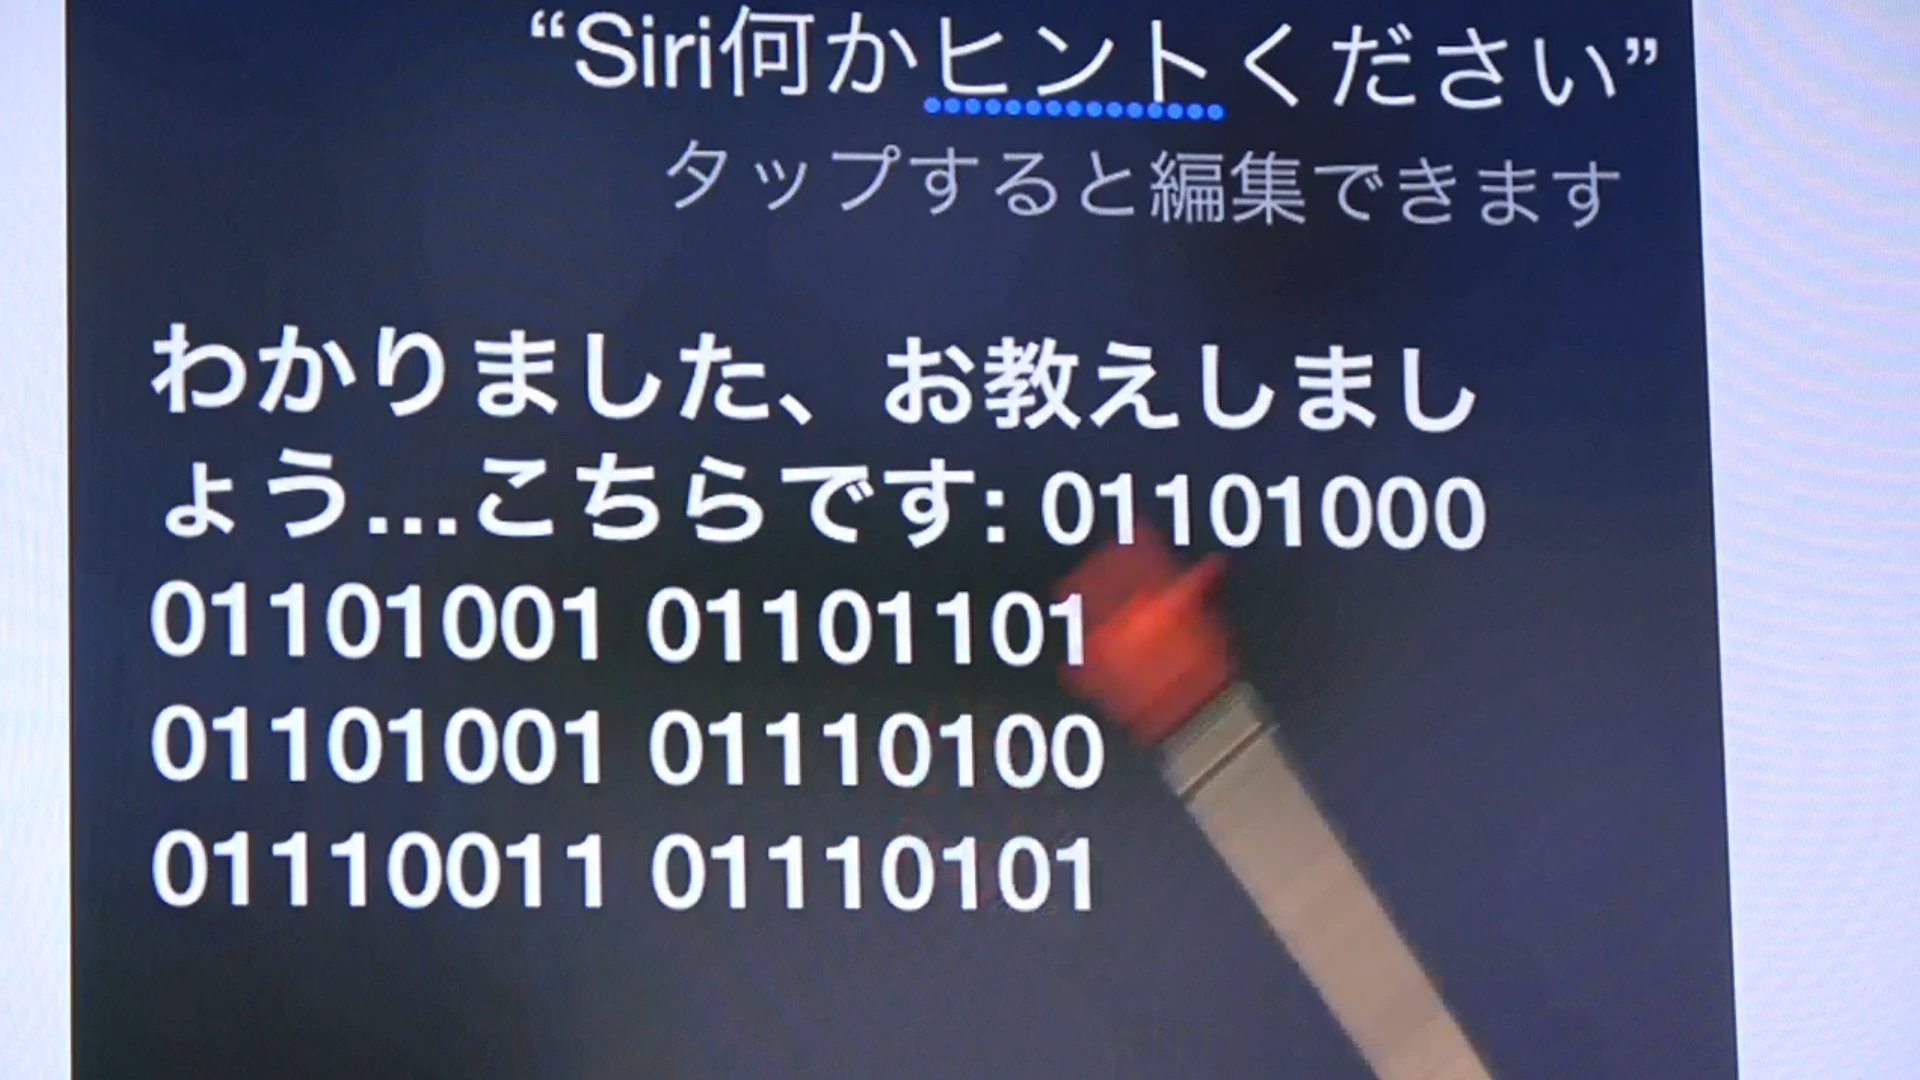 “Siri何かヒントください”
タップすると編集できます
わかりました、お教えしまし
ょう...こちらです: 01101000
01101001 01101101
01101001 01110100
01110011 01110101